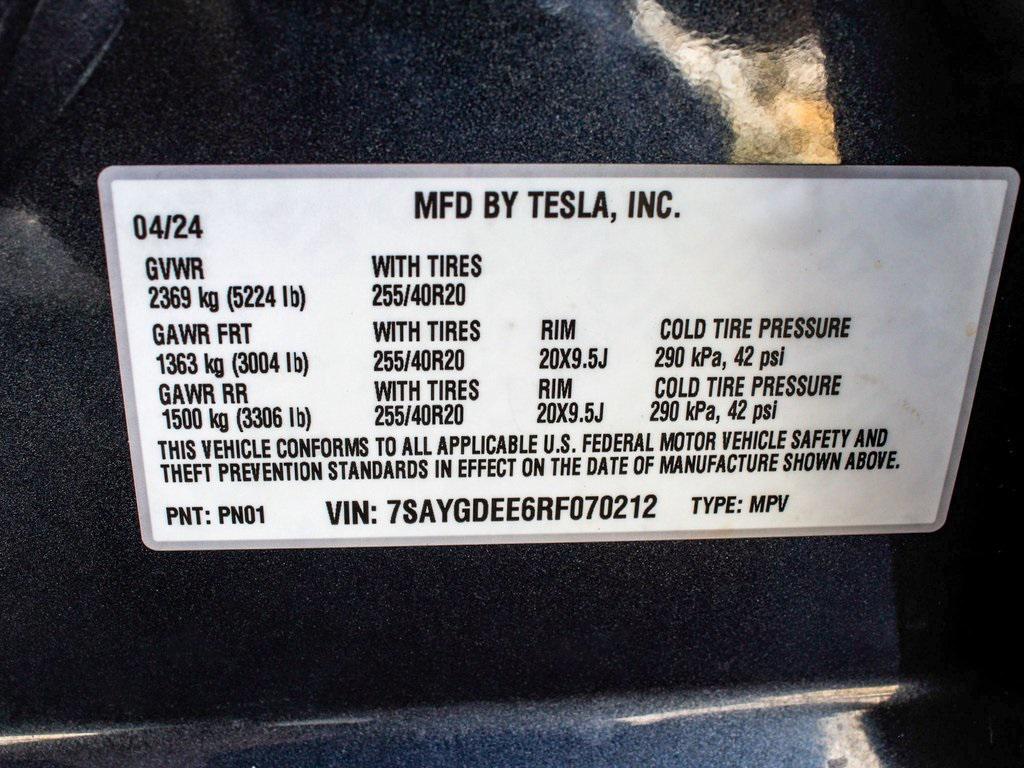 MFD BY TESLA, INC.
04/24
GVWR WITH TIRES
2369 kg (5224 lb) 255/40R20
GAWR FRT WITH TIRES RIM COLD TIRE PRESSURE
1363 kg (3004 lb) 255/40R20 20X9.5J 290 kPa, 42 psi
GAWR RR WITH TIRES RIM COLD TIRE PRESSURE
1500 kg (3306 lb) 255/40R20 20X9.5J 290 kPa, 42 psi
THIS VEHICLE CONFORMS TO ALL APPLICABLE U.S. FEDERAL MOTOR VEHICLE SAFETY AND
THEFT PREVENTION STANDARDS IN EFFECT ON THE DATE OF MANUFACTURE SHOWN ABOVE.
PNT: PN01 VIN: 7SAYGDEE6RF070212 TYPE: MPV